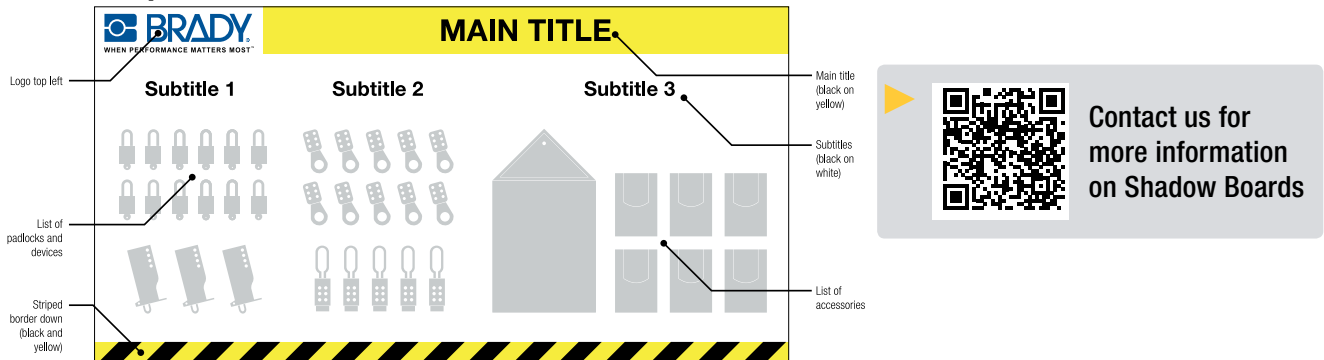 BRADY
WHEN PERFORMANCE MATTERS MOST™
MAIN TITLE
Logo top left
Subtitle 1
Subtitle 2
Subtitle 3
Main title
(black on
yellow)
Subtitles
(black on
white)
List of
padlocks and
devices
Striped
border down
(black and
yellow)
List of
accessories
Contact us for
more information
on Shadow Boards